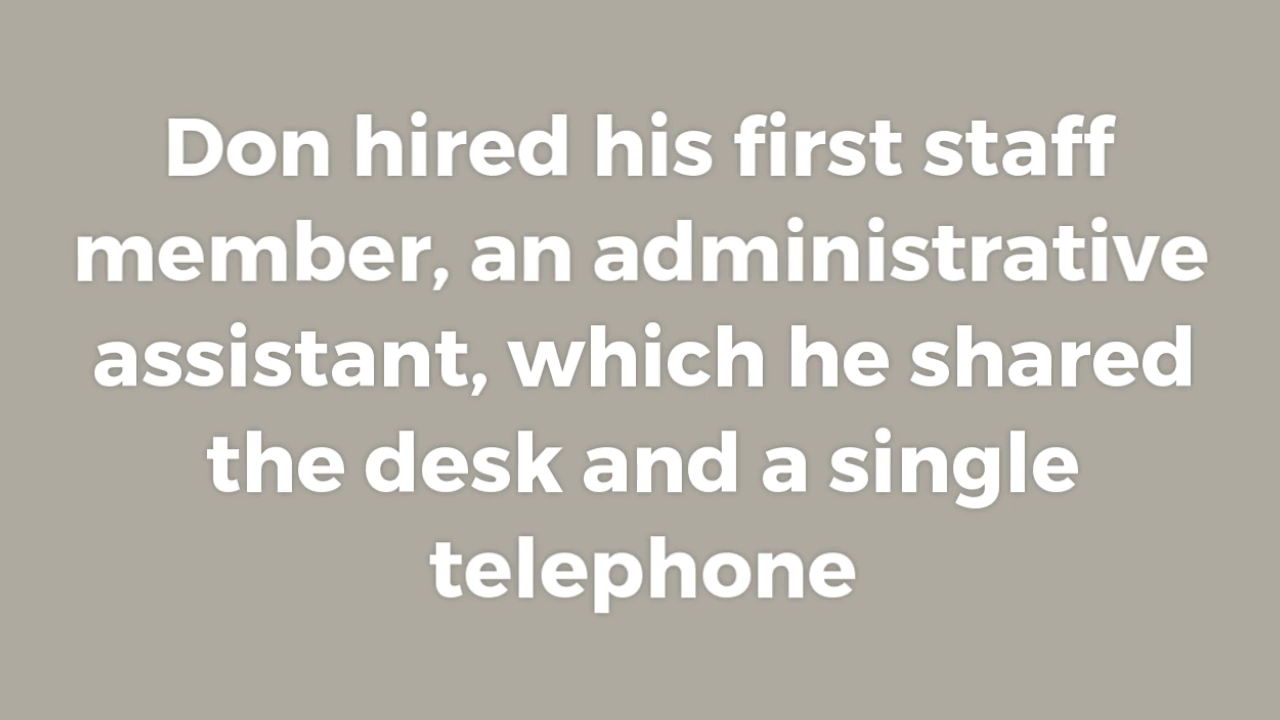 Don hired his first staff
member, an administrative
assistant, which he shared
the desk and a single
telephone